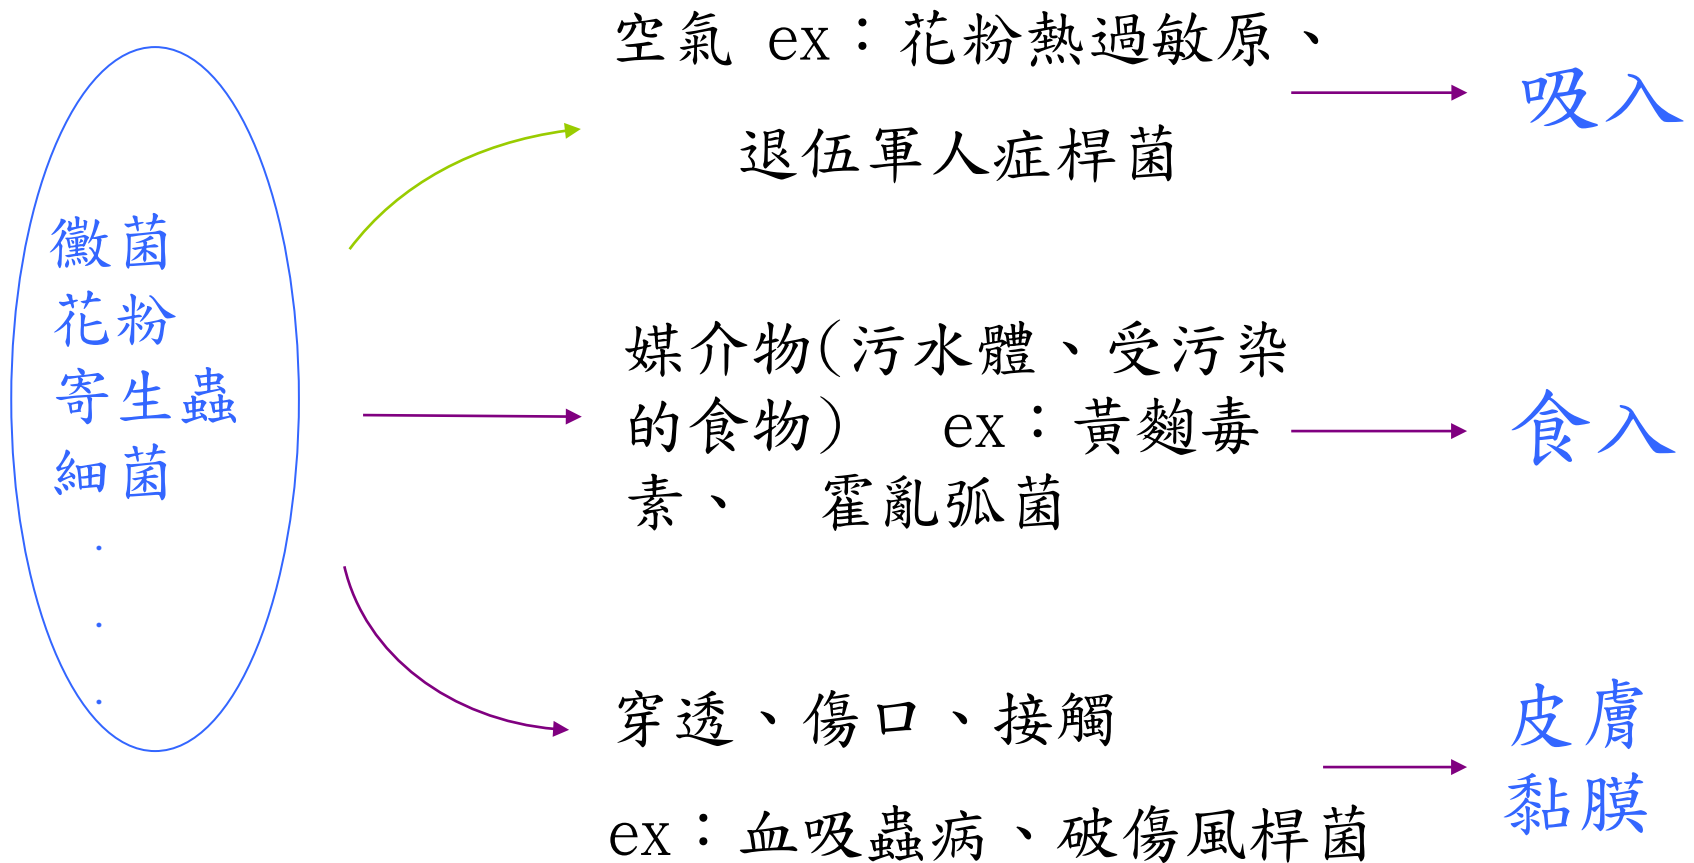 黴菌
花粉
寄生蟲
細菌
.
.
.
空氣 ex：花粉熱過敏原、
退伍軍人症桿菌
吸入
媒介物(污水體、受污染
的食物) ex：黃麴毒
素、 霍亂弧菌
食入
穿透、傷口、接觸
ex：血吸蟲病、破傷風桿菌
皮膚
黏膜